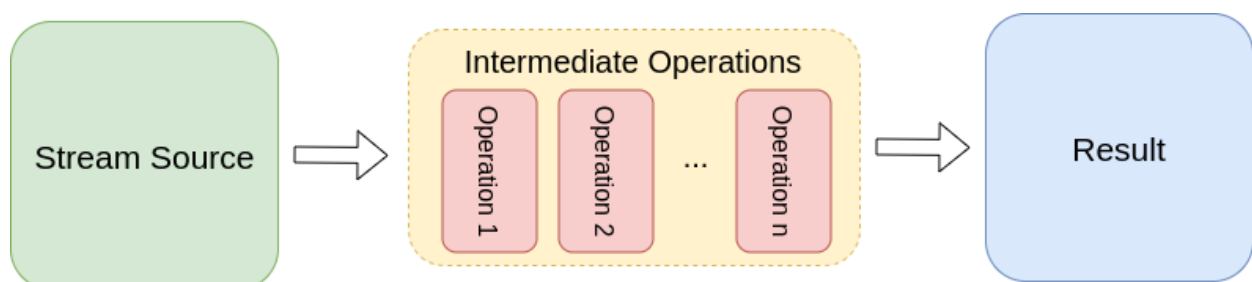 Stream Source
Intermediate Operations
Operation 1
Operation 2
...
Operation n
Result